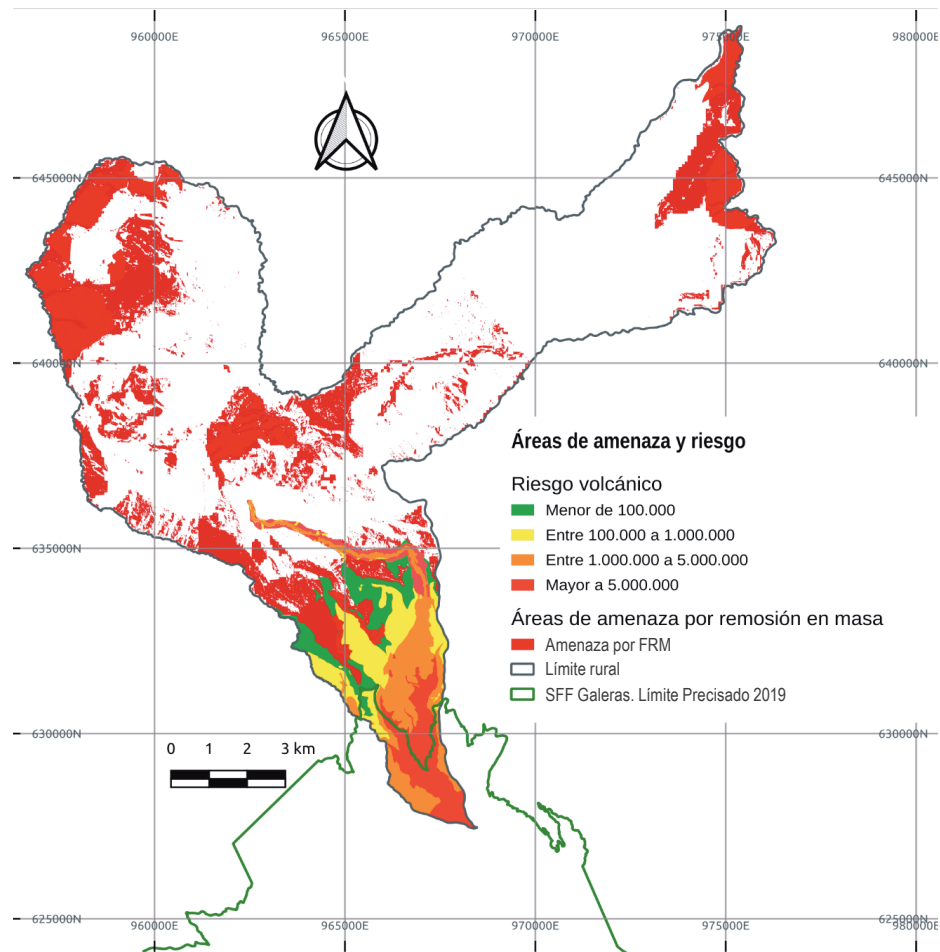 960000E 965000E 970000E 975000E 980000E
645000N 645000N
640000N 640000N
Áreas de amenaza y riesgo
Riesgo volcánico
Menor de 100.000
Entre 100.000 a 1.000.000
635000N
Entre 1.000.000 a 5.000.000
Mayor a 5.000.000
Áreas de amenaza por remosión en masa
Amenaza por FRM
Límite rural
SFF Galeras. Límite Precisado 2019
630000N 630000N
0 1 2 3 km
625000N 625000N
960000E 965000E 970000E 975000E 980000E